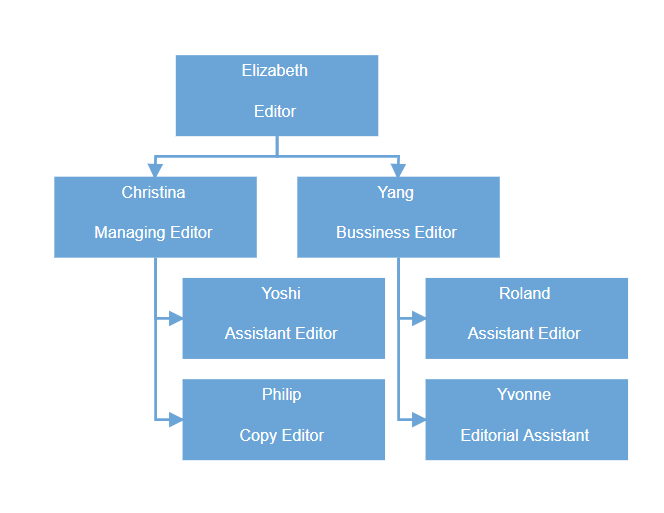 Elizabeth
Editor
Christina
Managing Editor
Yang
Bussiness Editor
Yoshi
Assistant Editor
Philip
Copy Editor
Roland
Assistant Editor
Yvonne
Editorial Assistant